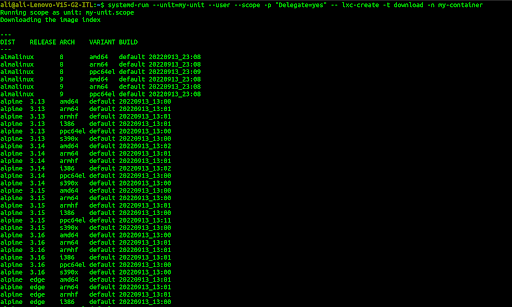 ali@ali-Lenovo-V15-G2-ITL:~$ systemd-run --unit=my-unit --user --scope -p "Delegate=yes" -- lxc-create -t download -n my-container
Running scope as unit: my-unit.scope
Downloading the image index

---
DIST RELEASE ARCH VARIANT BUILD
---
almalinux 8 amd64 default 20220913_23:08
almalinux 8 arm64 default 20220913_23:08
almalinux 8 ppc64el default 20220913_23:09
almalinux 9 amd64 default 20220913_23:08
almalinux 9 arm64 default 20220913_23:08
almalinux 9 ppc64el default 20220913_23:08
alpine 3.13 amd64 default 20220913_13:00
alpine 3.13 arm64 default 20220913_13:01
alpine 3.13 armhf default 20220913_13:01
alpine 3.13 i386 default 20220913_13:00
alpine 3.13 ppc64el default 20220913_13:00
alpine 3.13 s390x default 20220913_13:00
alpine 3.14 amd64 default 20220913_13:02
alpine 3.14 arm64 default 20220913_13:01
alpine 3.14 armhf default 20220913_13:01
alpine 3.14 i386 default 20220913_13:02
alpine 3.14 ppc64el default 20220913_13:00
alpine 3.14 s390x default 20220913_13:00
alpine 3.15 amd64 default 20220913_13:00
alpine 3.15 arm64 default 20220913_13:00
alpine 3.15 armhf default 20220913_13:01
alpine 3.15 i386 default 20220913_13:00
alpine 3.15 ppc64el default 20220913_13:11
alpine 3.15 s390x default 20220913_13:00
alpine 3.16 amd64 default 20220913_13:00
alpine 3.16 arm64 default 20220913_13:01
alpine 3.16 armhf default 20220913_13:01
alpine 3.16 i386 default 20220913_13:01
alpine 3.16 ppc64el default 20220913_13:00
alpine 3.16 s390x default 20220913_13:00
alpine edge amd64 default 20220913_13:00
alpine edge arm64 default 20220913_13:01
alpine edge armhf default 20220913_13:01
alpine edge i386 default 20220913_13:00